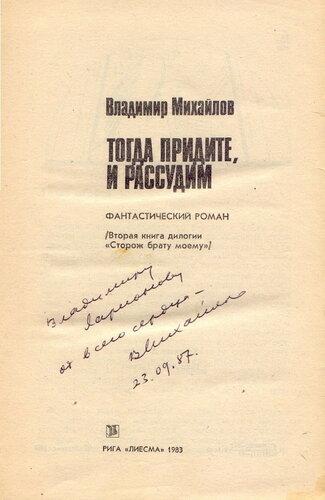 Владимир Михайлов
ТОГДА ПРИДИТЕ,
И РАССУДИМ
ФАНТАСТИЧЕСКИЙ РОМАН
/Вторая книга дилогии
«Сторож брату моему»/
Владимиру
Ларионову
от всего сердца –
ВМихайлов
23.09.87.
РИГА «ЛИЕСМА» 1983